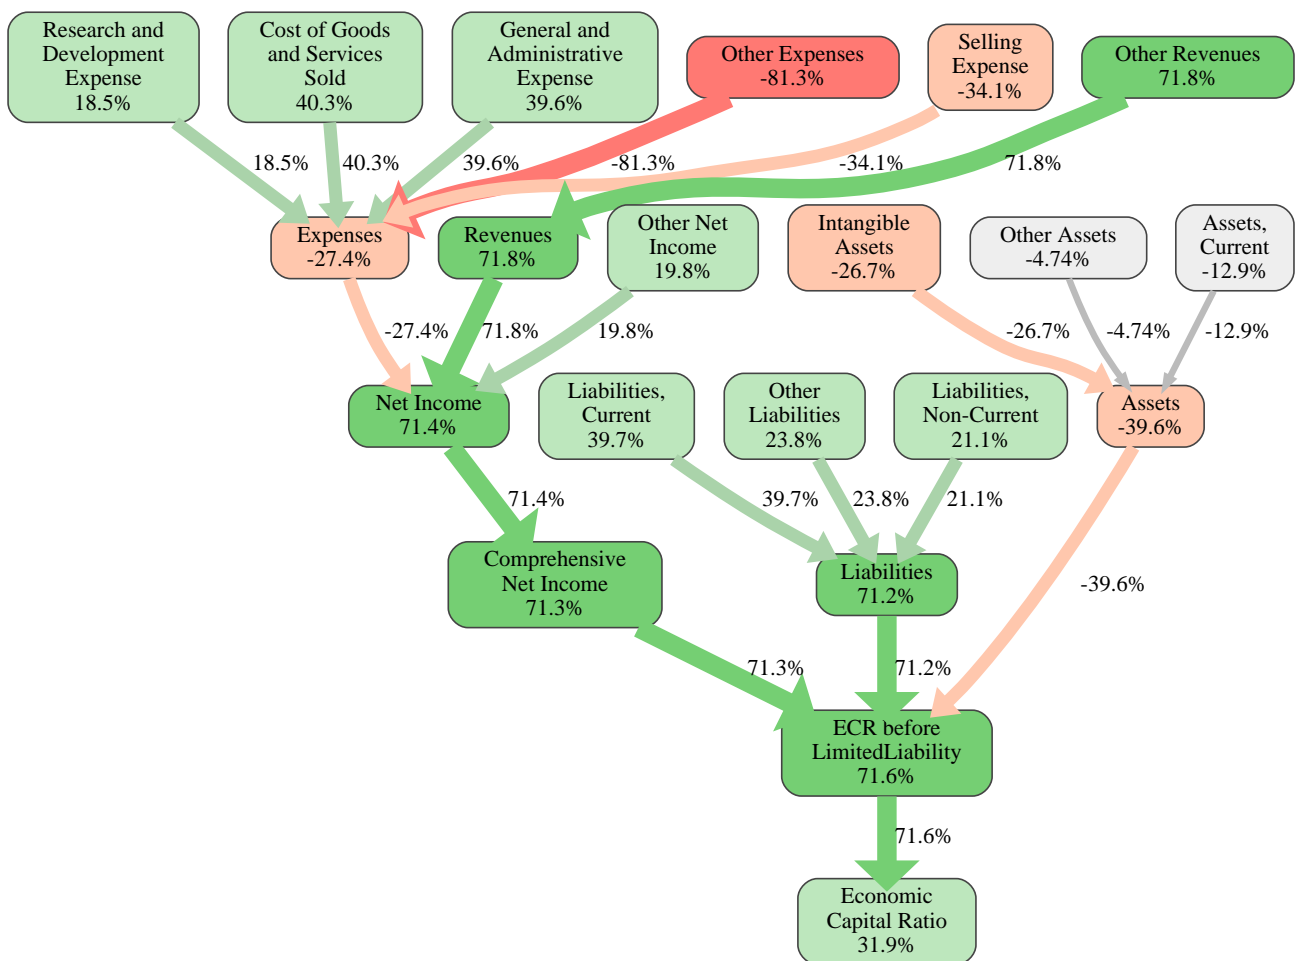 Research and
Development
Expense
18.5%
Cost of Goods
and Services
Sold
40.3%
General and
Administrative
Expense
39.6%
Other Expenses
-81.3%
Selling
Expense
-34.1%
Other Revenues
71.8%
18.5%
40.3%
39.6%
-81.3%
-34.1%
71.8%
Expenses
-27.4%
Revenues
71.8%
Other Net
Income
19.8%
Intangible
Assets
-26.7%
Other Assets
-4.74%
Assets,
Current
-12.9%
-27.4%
71.8%
19.8%
-26.7%
-4.74%
-12.9%
Net Income
71.4%
Liabilities,
Current
39.7%
Other
Liabilities
23.8%
Liabilities,
Non-Current
21.1%
Assets
-39.6%
71.4%
39.7%
23.8%
21.1%
Comprehensive
Net Income
71.3%
Liabilities
71.2%
-39.6%
71.3%
71.2%
ECR before
LimitedLiability
71.6%
71.6%
Economic
Capital Ratio
31.9%